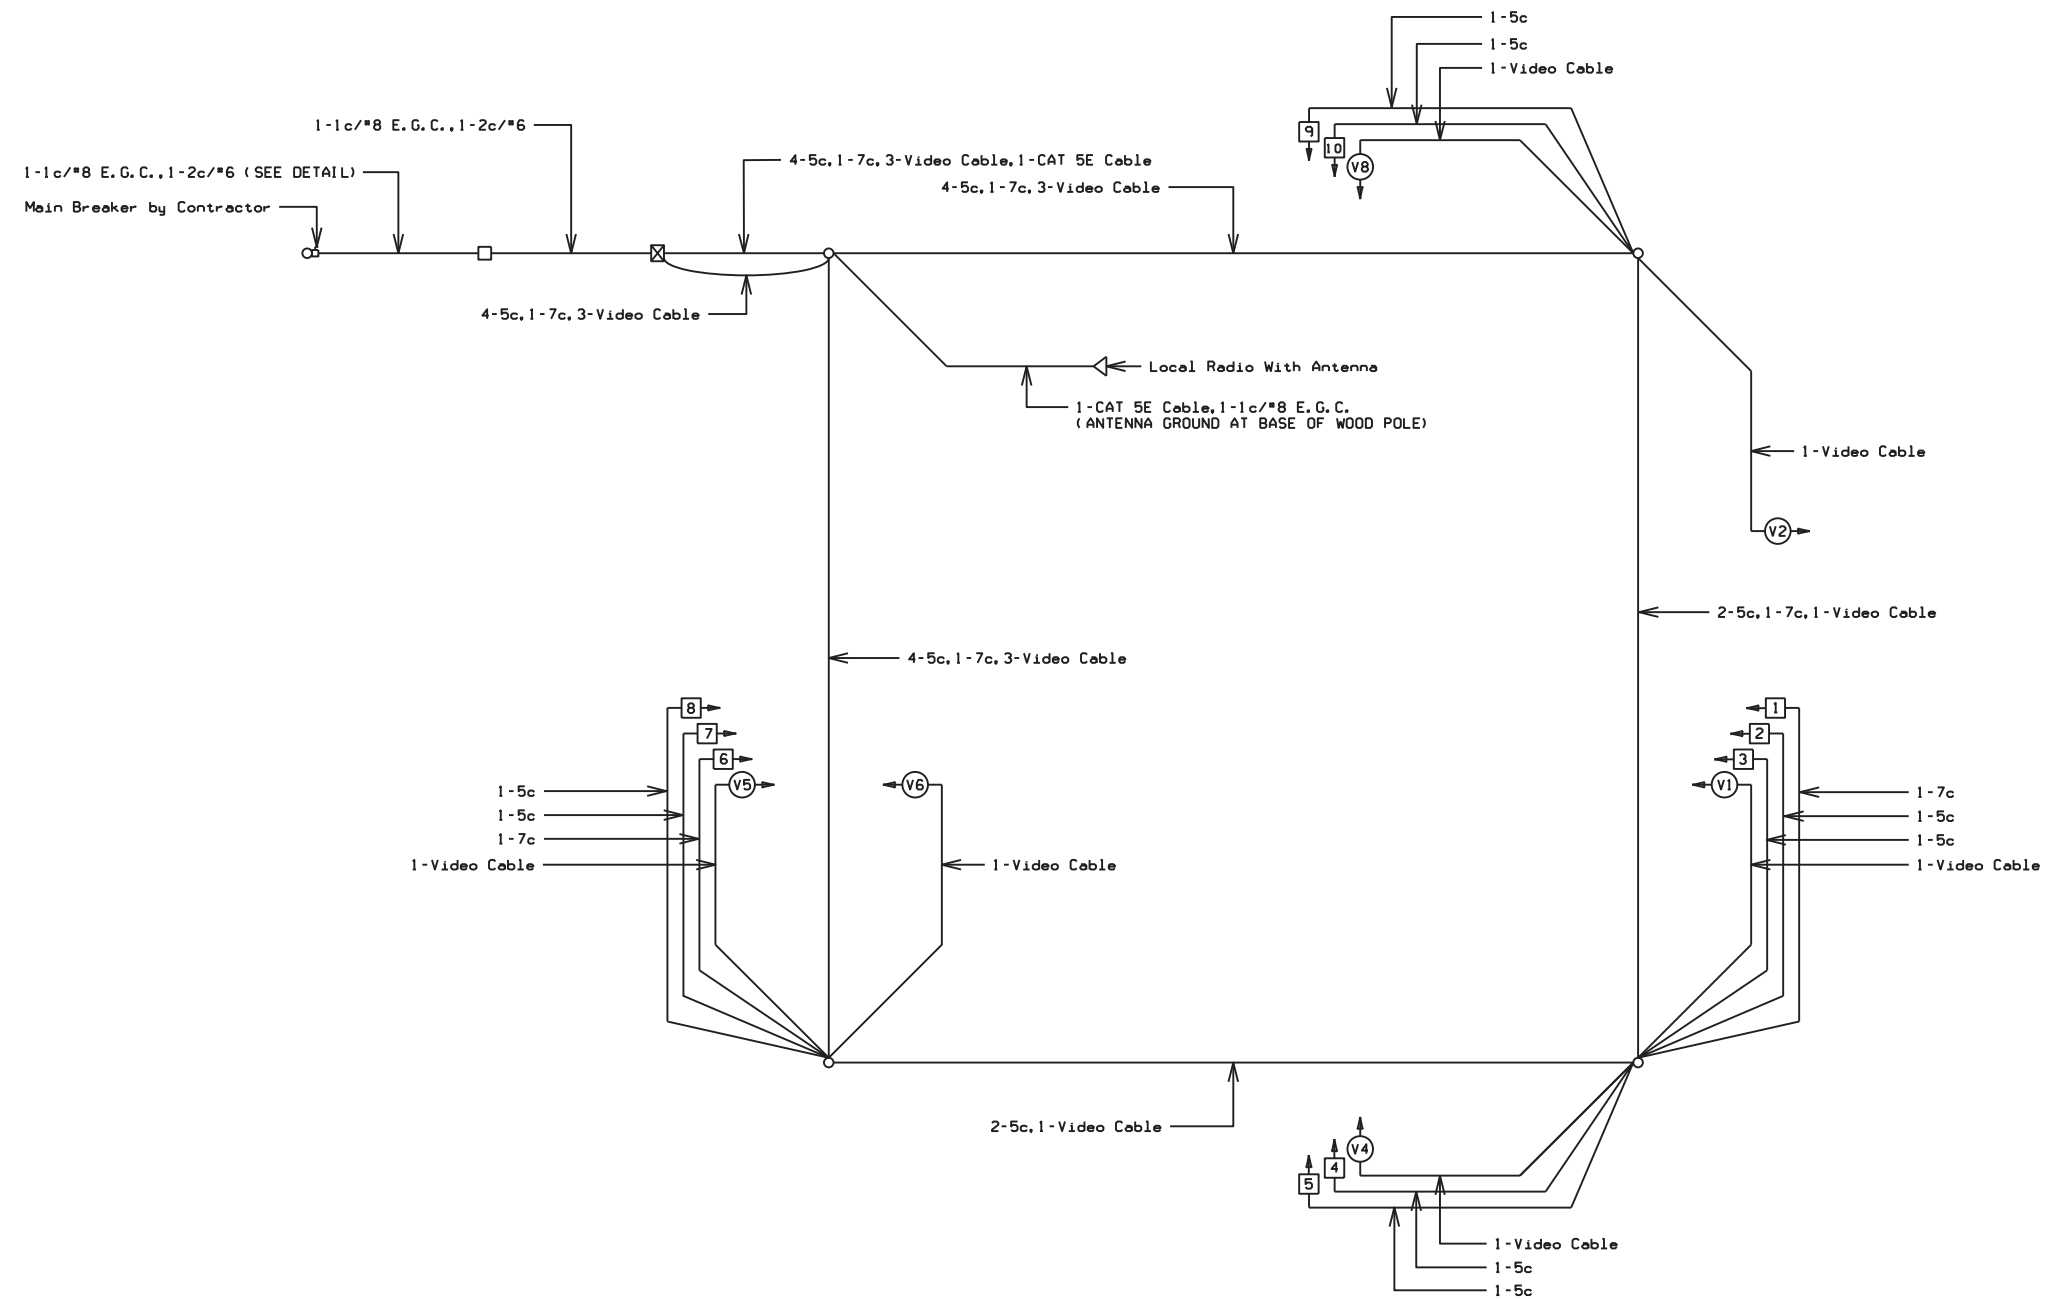 1-5c
1-5c
1-Video Cable
1-1c/#8 E.G.C.,1-2c/#6
9
10
V8
4-5c,1-7c,3-Video Cable,1-CAT 5E Cable
1-1c/#8 E.G.C.,1-2c/#6 (SEE DETAIL)
4-5c,1-7c,3-Video Cable
Main Breaker by Contractor
4-5c,1-7c,3-Video Cable
Local Radio With Antenna
1-CAT 5E Cable,1-1c/#8 E.G.C.
(ANTENNA GROUND AT BASE OF WOOD POLE)
1-Video Cable
V2
2-5c,1-7c,1-Video Cable
4-5c,1-7c,3-Video Cable
8
7
6
V5
V6
1
2
3
V1
1-5c
1-5c
1-7c
1-Video Cable
1-Video Cable
1-7c
1-5c
1-5c
1-Video Cable
2-5c,1-Video Cable
V4
4
5
1-Video Cable
1-5c
1-5c